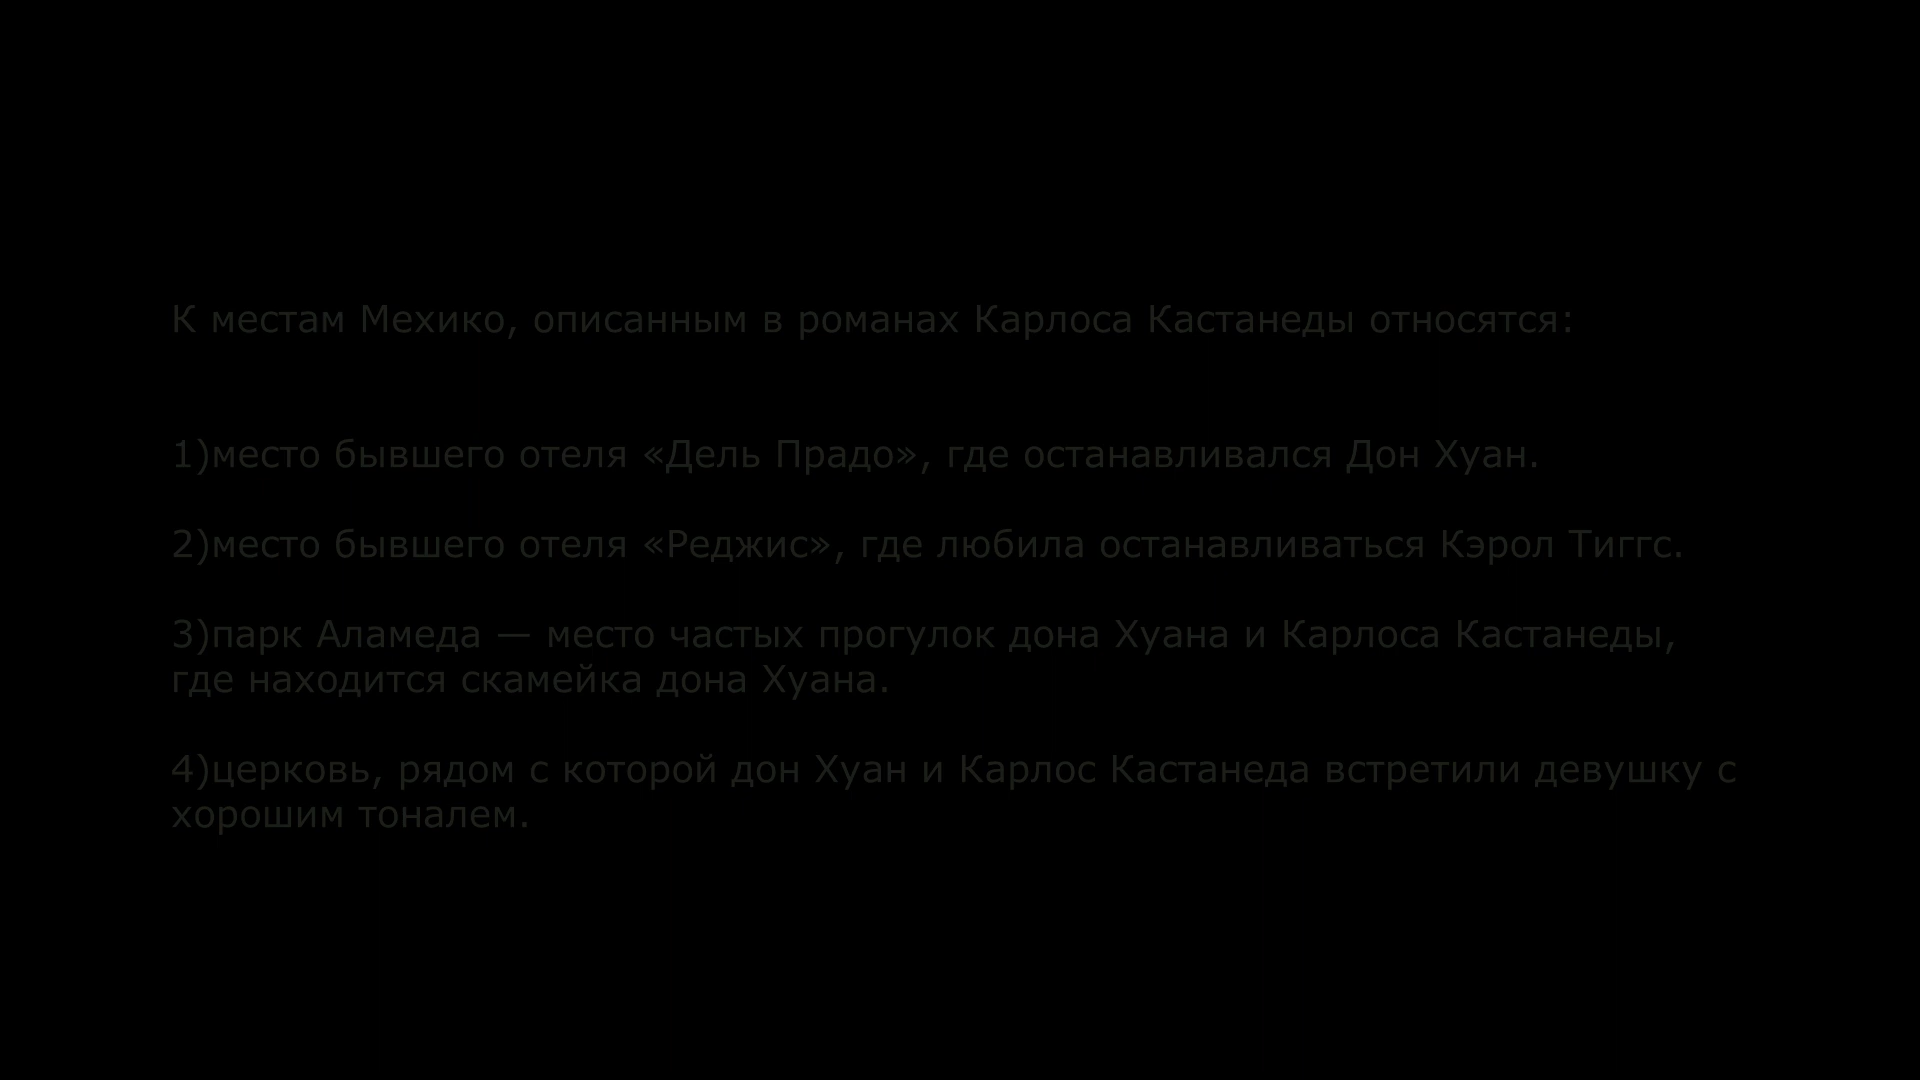 К местам Мехико, описанным в романах Карлоса Кастанеды относятся:
1)место бывшего отеля «Дель Прадо», где останавливался Дон Хуан.
2)место бывшего отеля «Реджис», где любила останавливаться Кэрол Тиггс.
3)парк Аламеда — место частых прогулок дона Хуана и Карлоса Кастанеды,
где находится скамейка дона Хуана.
4)церковь, рядом с которой дон Хуан и Карлос Кастанеда встретили девушку с
хорошим тоналем.